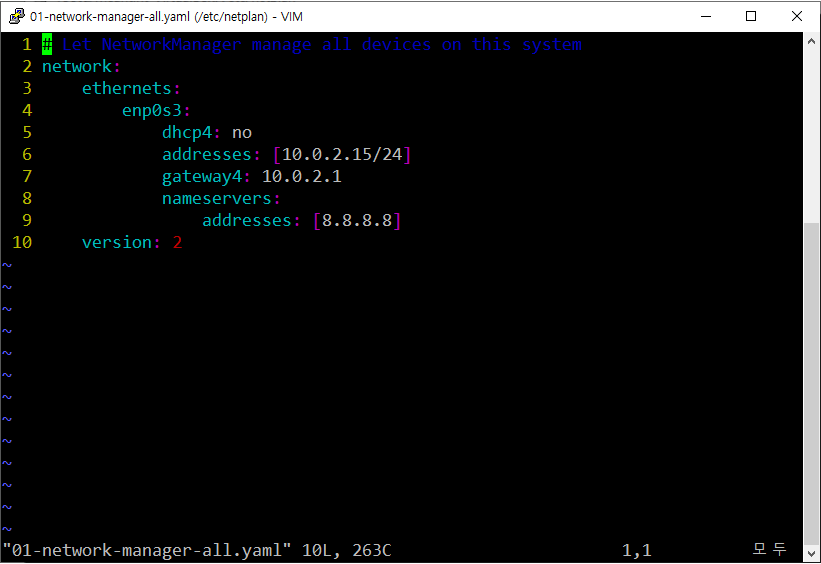 01-network-manager-all.yaml (/etc/netplan) - VIM
1 # Let NetworkManager manage all devices on this system
2 network:
3     ethernets:
4         enp0s3:
5             dhcp4: no
6             addresses: [10.0.2.15/24]
7             gateway4: 10.0.2.1
8             nameservers:
9                 addresses: [8.8.8.8]
10     version: 2
~
~
~
~
~
~
~
~
~
~
~
~
~
"01-network-manager-all.yaml" 10L, 263C 1,1 모두